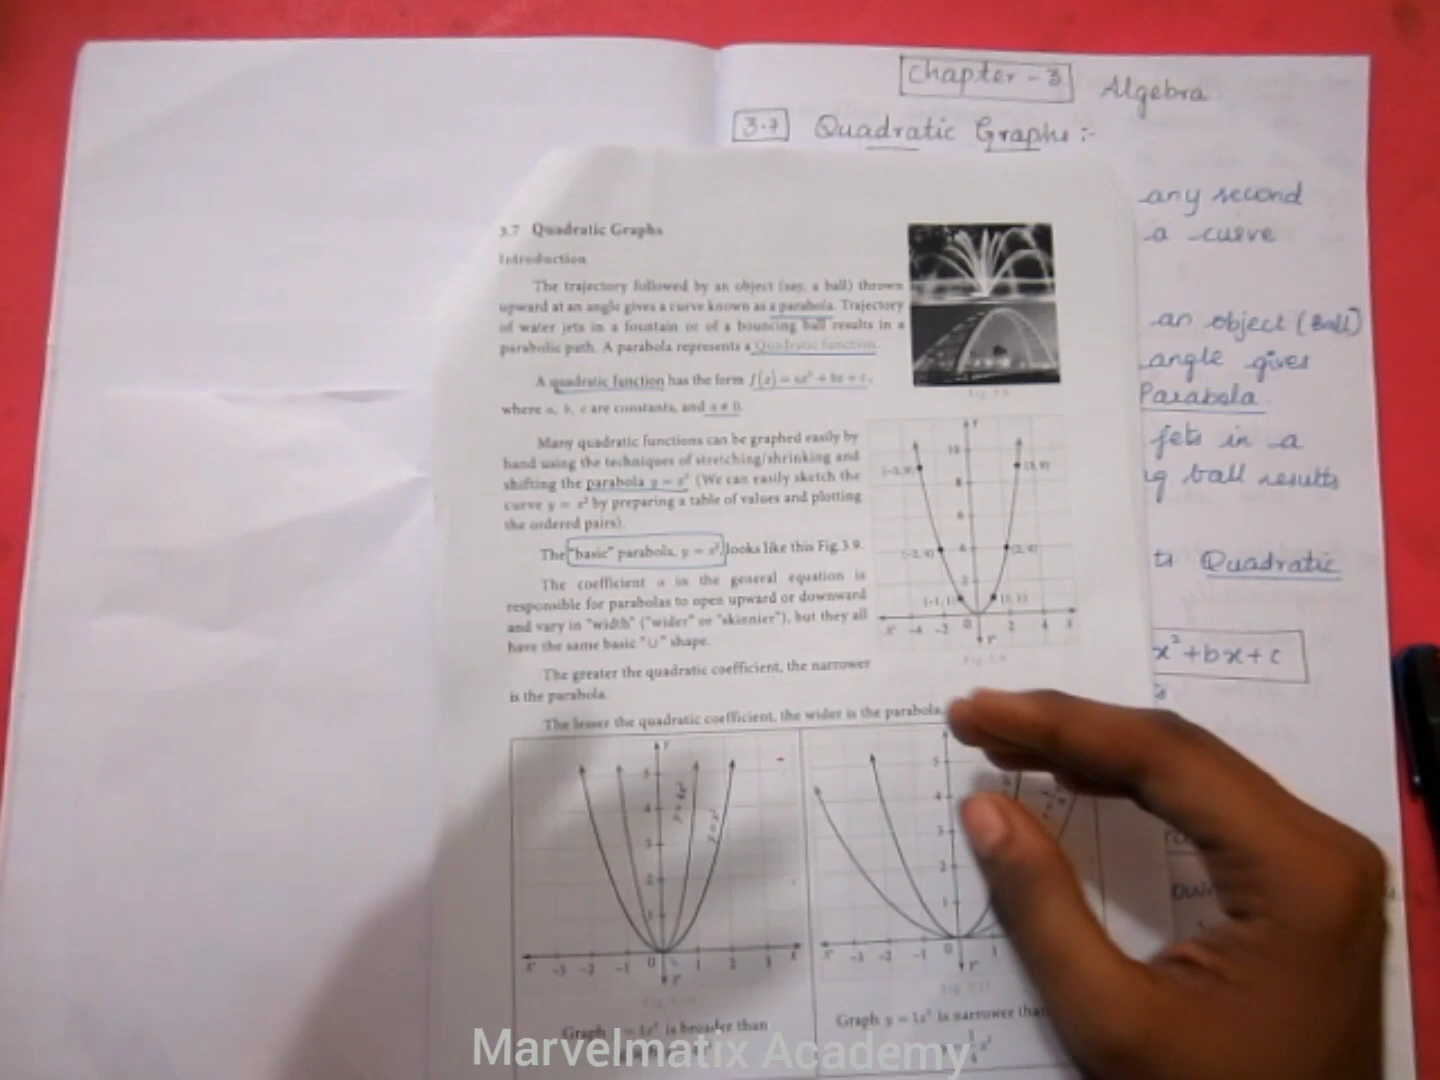 Chapter - 3 Algebra
3.7 Quadratic Graphs :-
any second
a curve
an object (Ball)
angle gives
Parabola
jets in a
ball results
Quadratic
x²+bx+c
3.7 Quadratic Graphs
Introduction
The trajectory followed by an object (say, a ball) thrown
upward at an angle gives a curve known as a parabola. Trajectory
of water jets in a fountain or of a bouncing ball results in a
parabolic path. A parabola represents a Quadratic function.
A quadratic function has the form f(x) = ax² + bx + c,
where a, b, c are constants, and a ≠ 0.
Many quadratic functions can be graphed easily by
hand using the techniques of stretching/shrinking and
shifting the parabola y = x² (We can easily sketch the
curve y = x² by preparing a table of values and plotting
the ordered pairs).
The "basic" parabola, y = x², looks like this Fig.3.9.
The coefficient a in the general equation is
responsible for parabolas to open upward or downward
and vary in "width" ("wider" or "skinnier"), but they all
have the same basic "∪" shape.
The greater the quadratic coefficient, the narrower
is the parabola.
The lesser the quadratic coefficient, the wider is the parabola.
Graph y = 1x² is narrower than
is broader than
Marvelmatix Academy